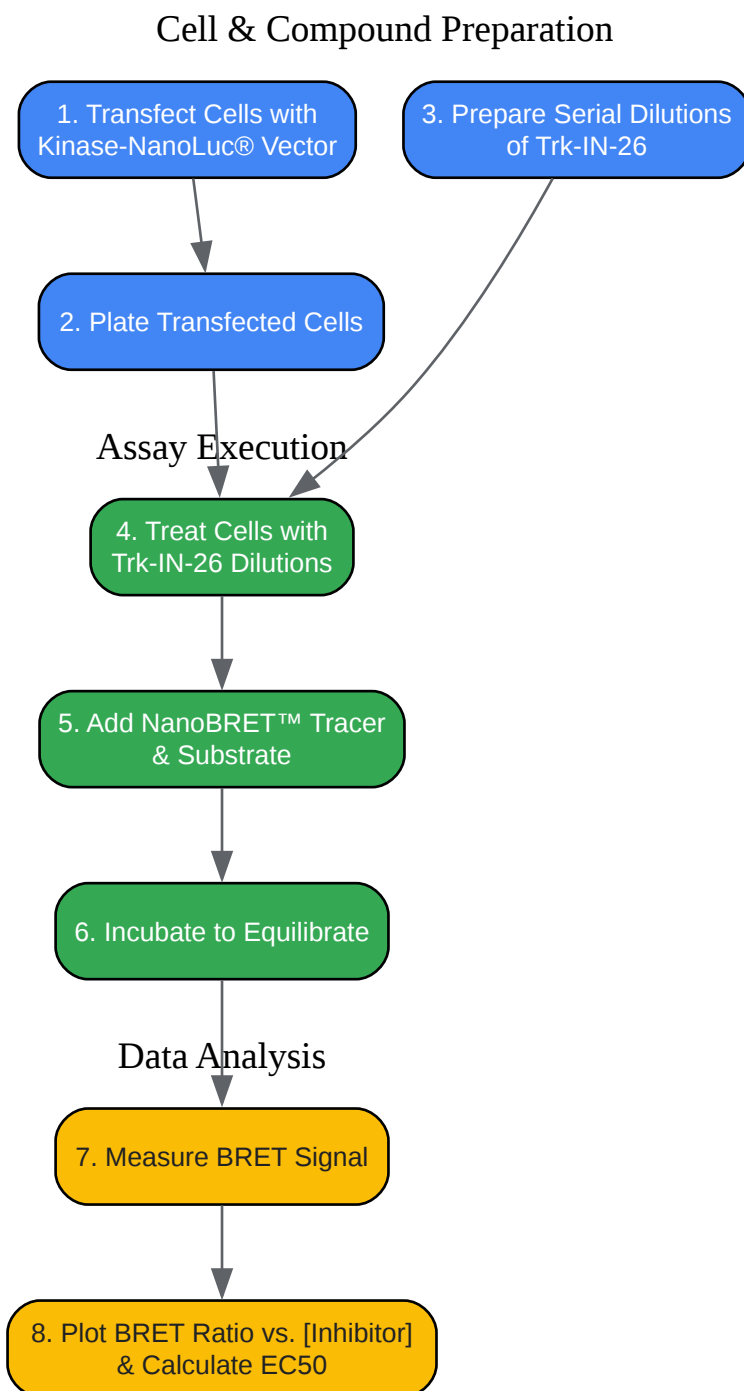 Cell & Compound Preparation
1. Transfect Cells with
Kinase-NanoLuc® Vector
3. Prepare Serial Dilutions
of Trk-IN-26
2. Plate Transfected Cells
Assay Execution
4. Treat Cells with
Trk-IN-26 Dilutions
5. Add NanoBRET™ Tracer
& Substrate
6. Incubate to Equilibrate
Data Analysis
7. Measure BRET Signal
8. Plot BRET Ratio vs. [Inhibitor]
& Calculate EC50